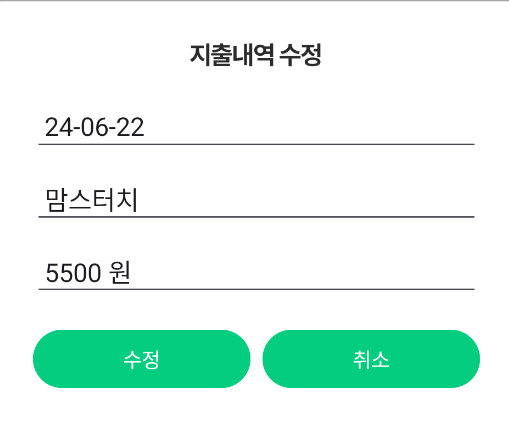 지출내역 수정
24-06-22
맘스터치
5500 원
수정 취소